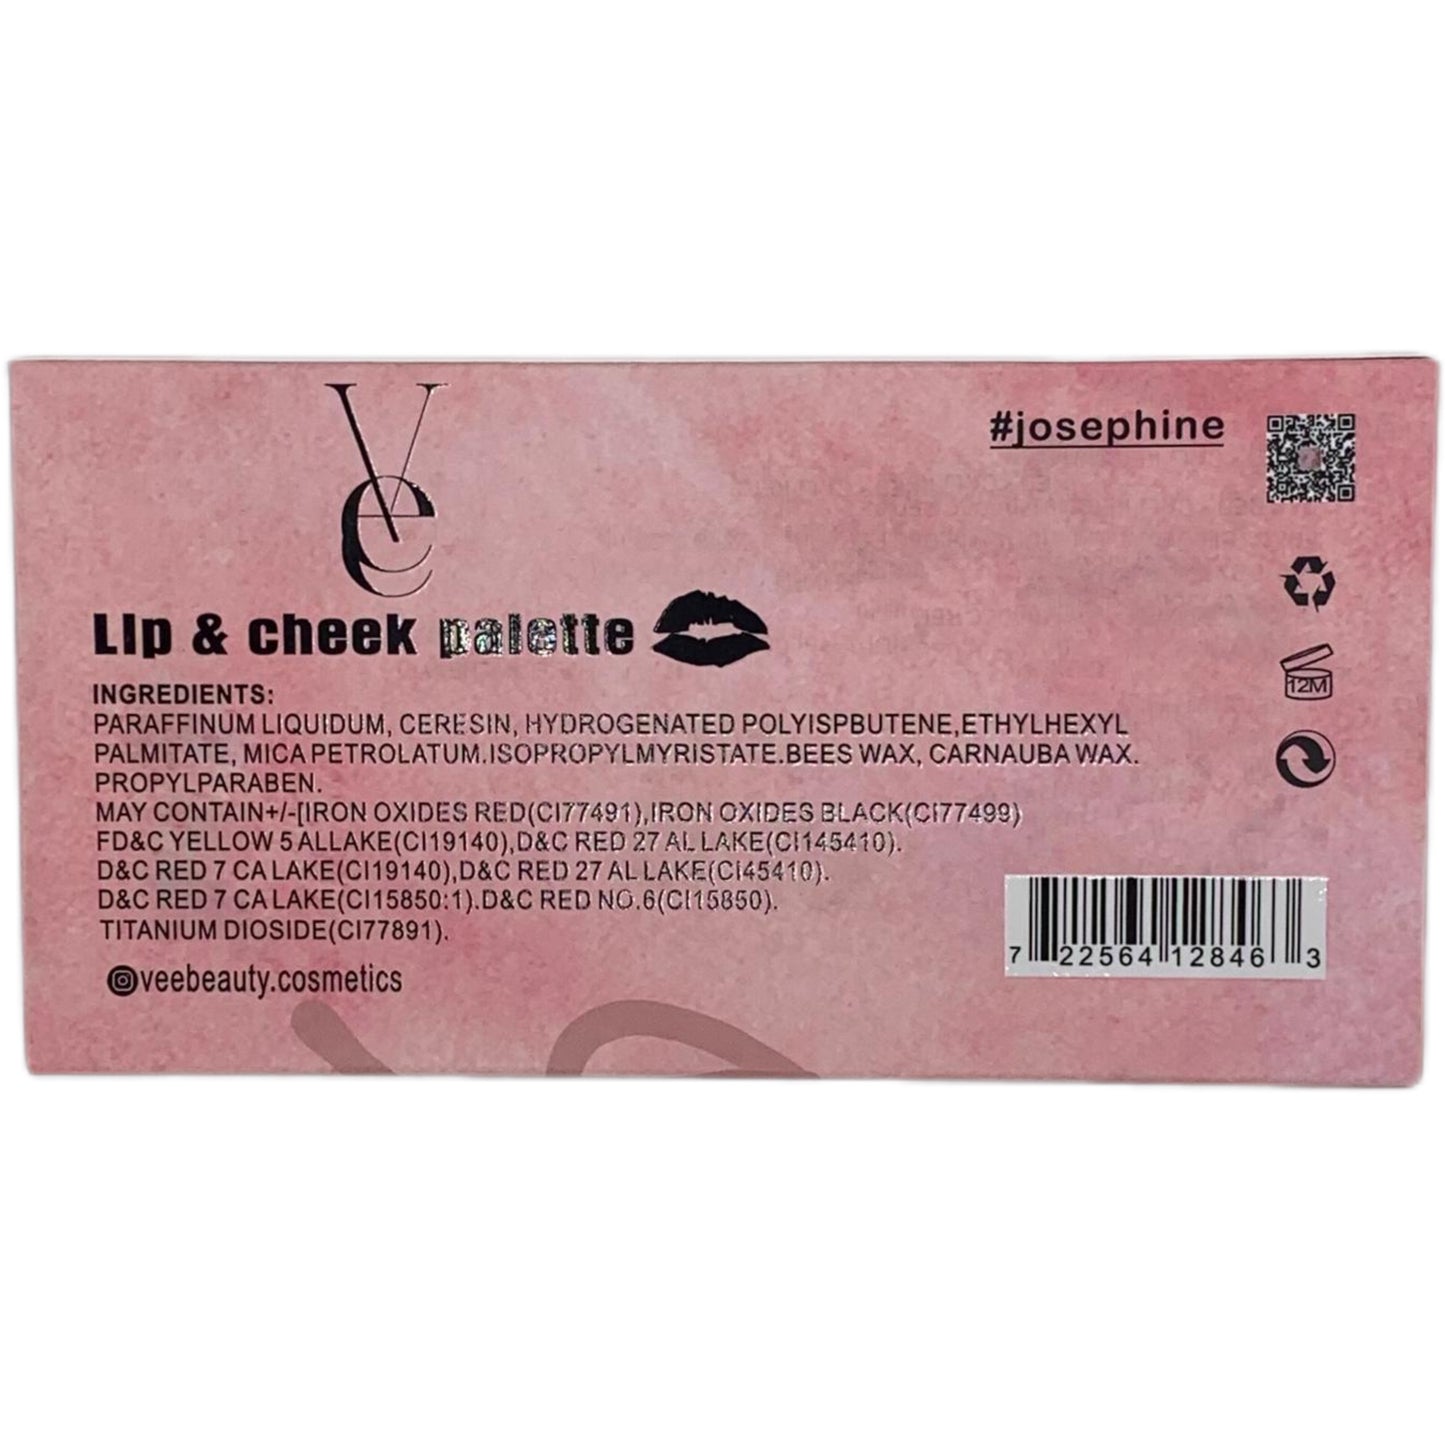 Vee
#josephine
Lip & cheek palette
INGREDIENTS:
PARAFFINUM LIQUIDUM, CERESIN, HYDROGENATED POLYISPBUTENE,ETHYLHEXYL
PALMITATE, MICA PETROLATUM.ISOPROPYLMYRISTATE.BEES WAX, CARNAUBA WAX.
PROPYLPARABEN.
MAY CONTAIN+/-[IRON OXIDES RED(CI77491),IRON OXIDES BLACK(CI77499)
FD&C YELLOW 5 ALLAKE(CI19140),D&C RED 27 AL LAKE(CI145410).
D&C RED 7 CA LAKE(CI19140),D&C RED 27 AL LAKE(CI45410).
D&C RED 7 CA LAKE(CI15850:1).D&C RED NO.6(CI15850).
TITANIUM DIOSIDE(CI77891).
veebeauty.cosmetics
12M
7 22564 12846 3